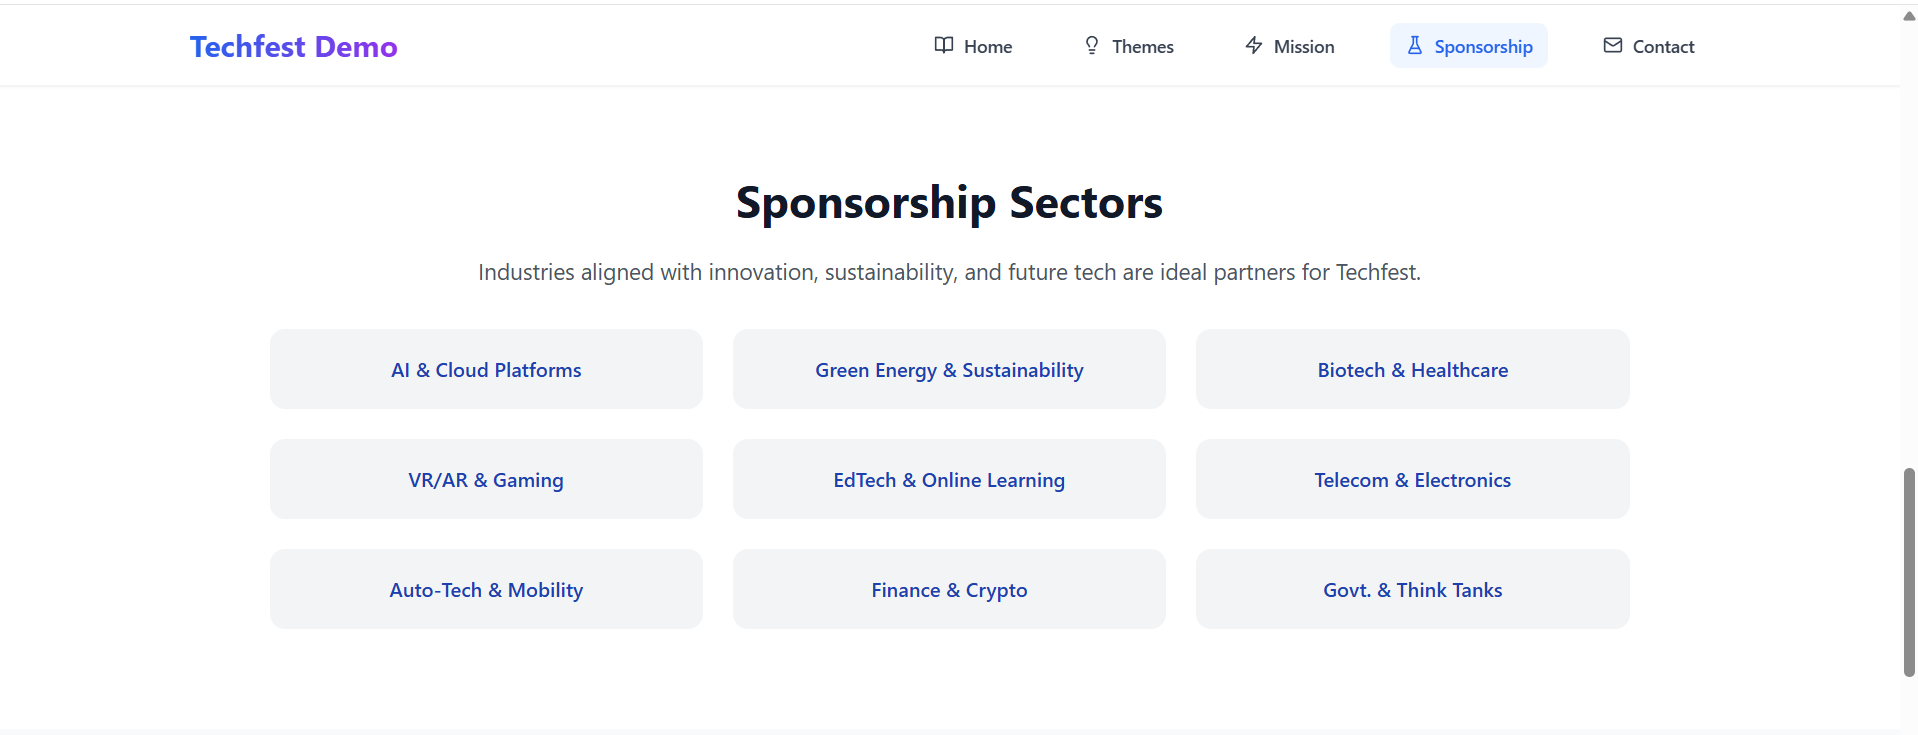 Techfest Demo
Home
Themes
Mission
Sponsorship
Contact
Sponsorship Sectors
Industries aligned with innovation, sustainability, and future tech are ideal partners for Techfest.
AI & Cloud Platforms
Green Energy & Sustainability
Biotech & Healthcare
VR/AR & Gaming
EdTech & Online Learning
Telecom & Electronics
Auto-Tech & Mobility
Finance & Crypto
Govt. & Think Tanks